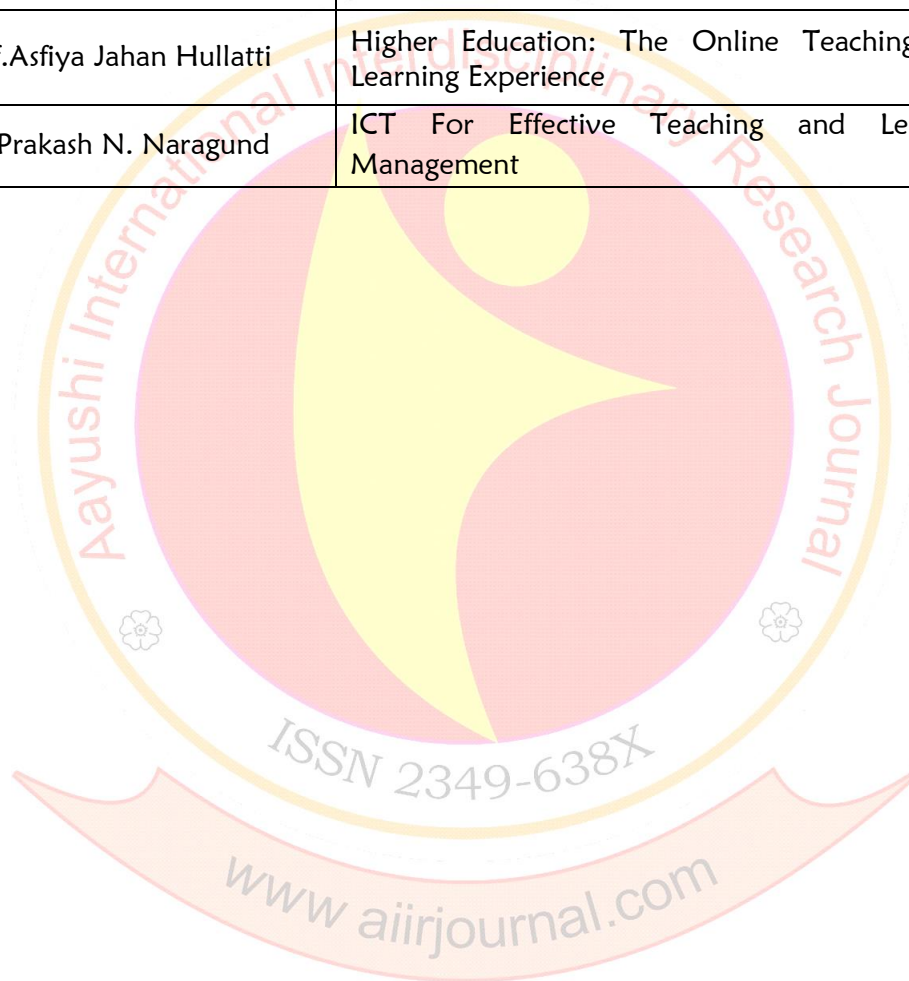 f.Asfiya Jahan Hullatti
Higher Education: The Online Teaching
Learning Experience
Prakash N. Naragund
ICT For Effective Teaching and Le
Management
Aayushi International Interdisciplinary Research Journal
ISSN 2349-638X
www aiirjournal.com